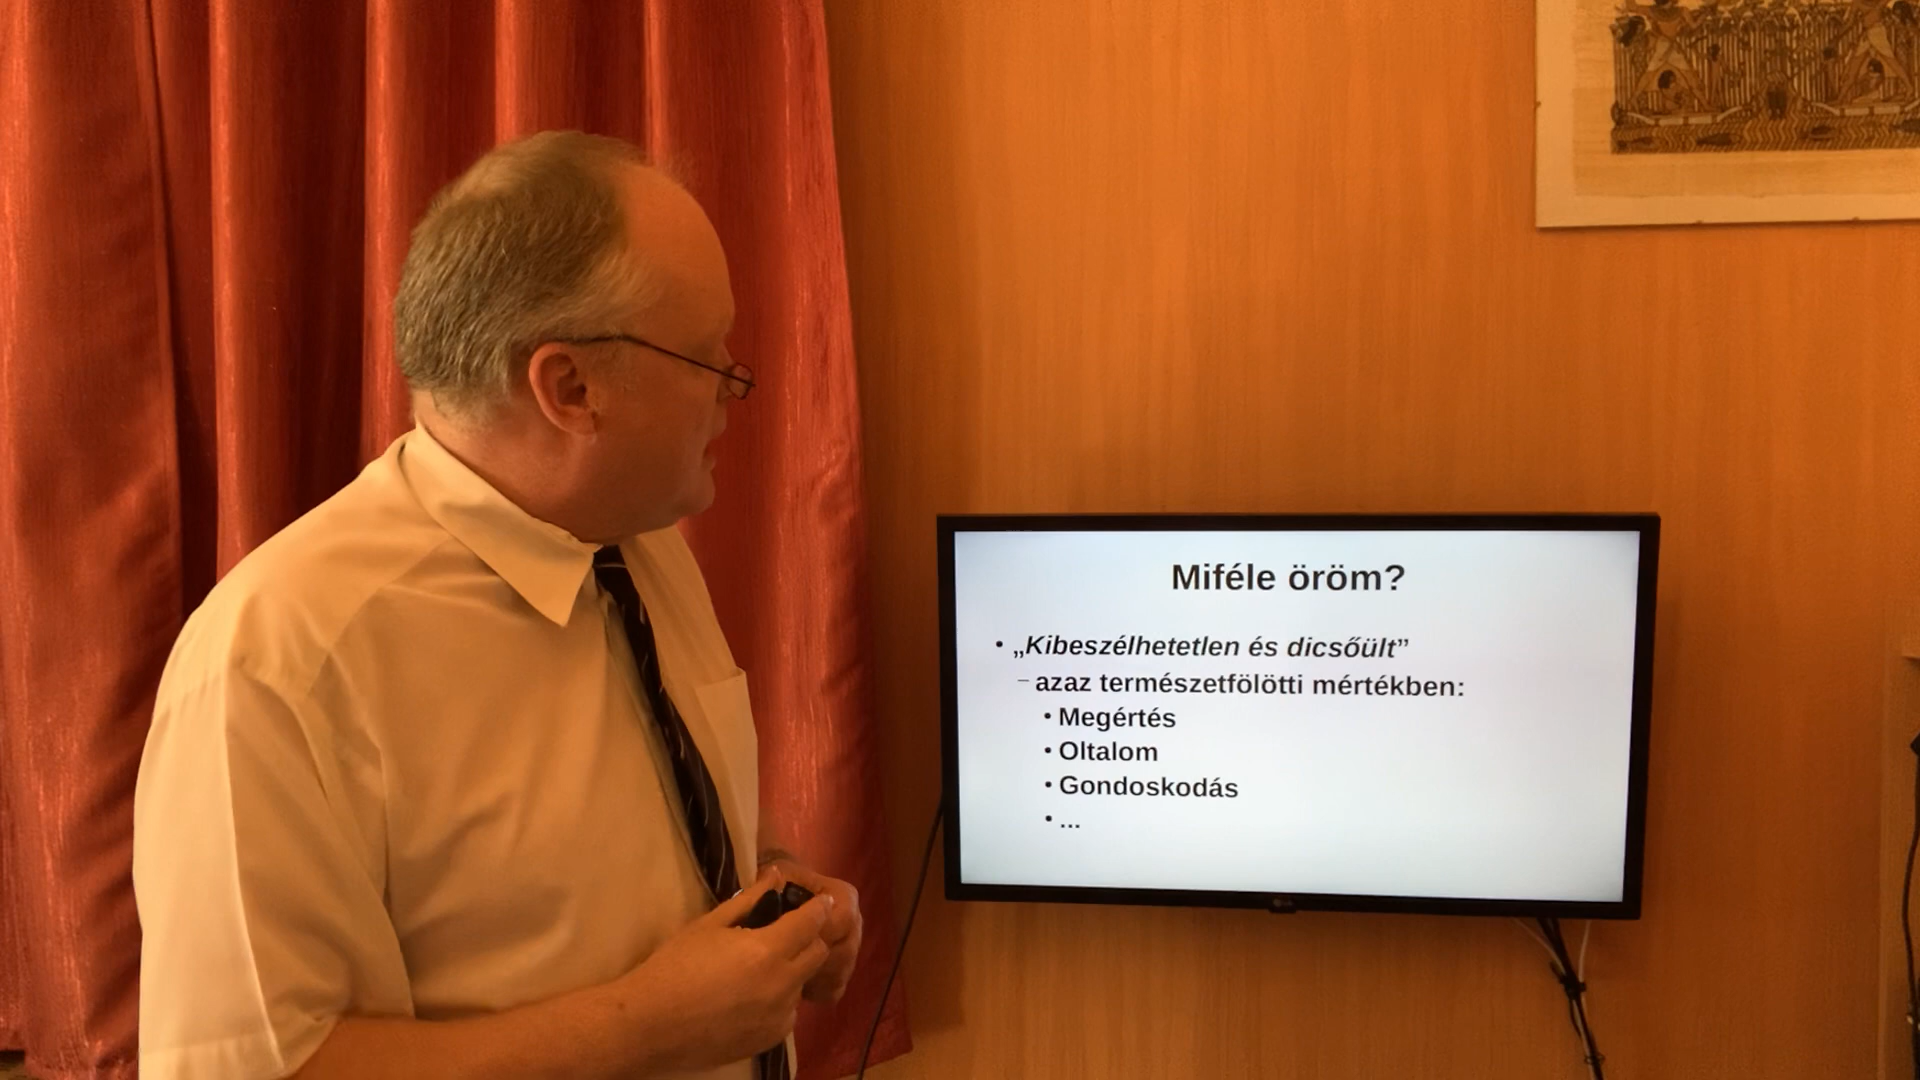 Miféle öröm?
• „Kibeszélhetetlen és dicsőült”
– azaz természetfölötti mértékben:
• Megértés
• Oltalom
• Gondoskodás
• ...